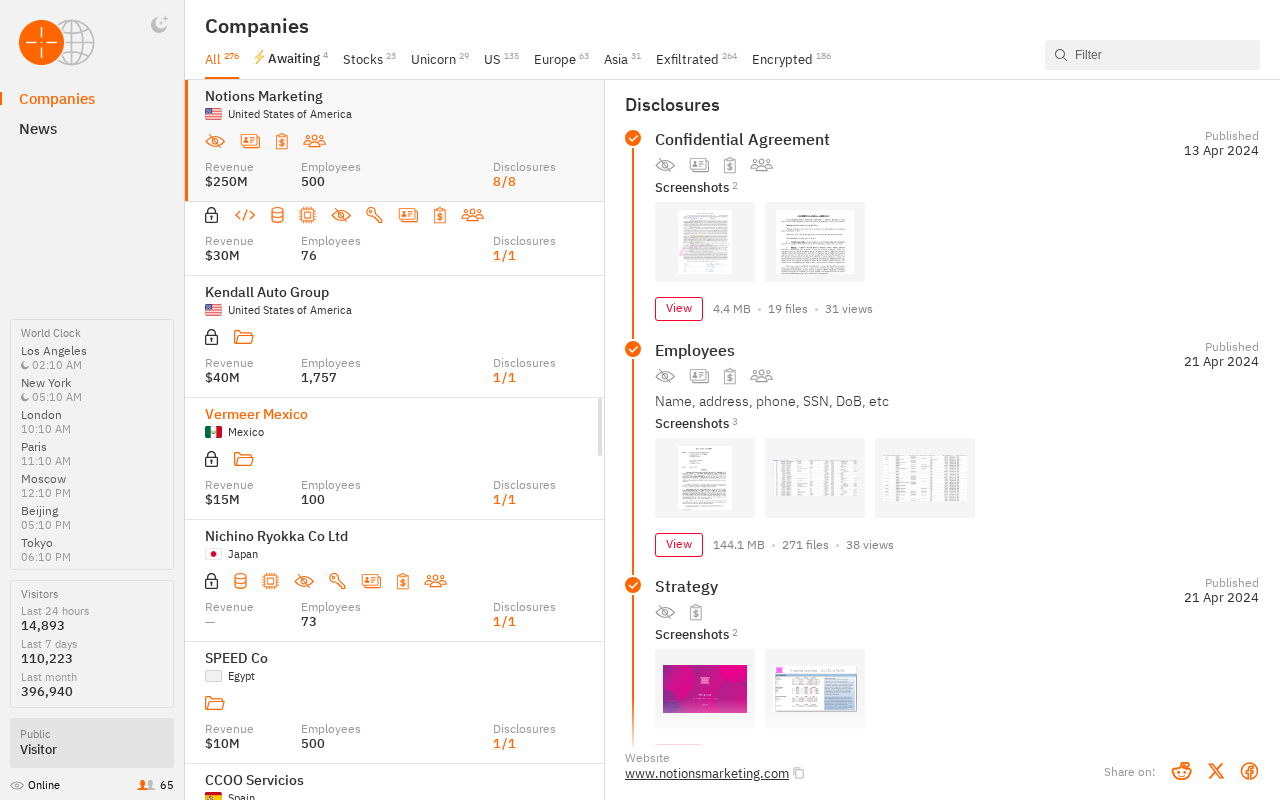 Companies
News
World Clock
Los Angeles
02:10 AM
New York
05:10 AM
London
10:10 AM
Paris
11:10 AM
Moscow
12:10 PM
Beijing
05:10 PM
Tokyo
06:10 PM
Visitors
Last 24 hours
14,893
Last 7 days
110,223
Last month
396,940
Public
Visitor
Online 65
Companies
All 276 Awaiting 4 Stocks 23 Unicorn 29 US 135 Europe 63 Asia 31 Exfiltrated 264 Encrypted 186
Filter
Notions Marketing
United States of America
Revenue Employees Disclosures
$250M 500 8/8
Revenue Employees Disclosures
$30M 76 1/1
Kendall Auto Group
United States of America
Revenue Employees Disclosures
$40M 1,757 1/1
Vermeer Mexico
Mexico
Revenue Employees Disclosures
$15M 100 1/1
Nichino Ryokka Co Ltd
Japan
Revenue Employees Disclosures
— 73 1/1
SPEED Co
Egypt
Revenue Employees Disclosures
$10M 500 1/1
CCOO Servicios
Spain
Disclosures
Confidential Agreement
Published
13 Apr 2024
Screenshots 2
View 4.4 MB • 19 files • 31 views
Employees
Published
21 Apr 2024
Name, address, phone, SSN, DoB, etc
Screenshots 3
View 144.1 MB • 271 files • 38 views
Strategy
Published
21 Apr 2024
Screenshots 2
Website
www.notionsmarketing.com
Share on: